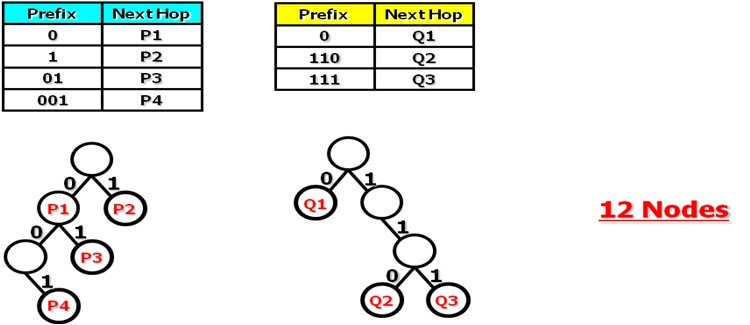 Prefix Next Hop
0 P1
1 P2
01 P3
001 P4
Prefix Next Hop
0 Q1
110 Q2
111 Q3
0 1
P1 P2
0 1
P3
1
P4
0 1
Q1
1
0 1
Q2 Q3
12 Nodes